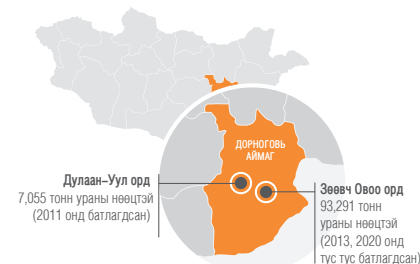 ДОРНОГОВЬ
АЙМАГ
Дулаан–Уул орд
7,055 тонн ураны нөөцтэй
(2011 онд батлагдсан)
Зөөвч Овоо орд
93,291 тонн
ураны нөөцтэй
(2013, 2020 онд
тус тус батлагдсан)